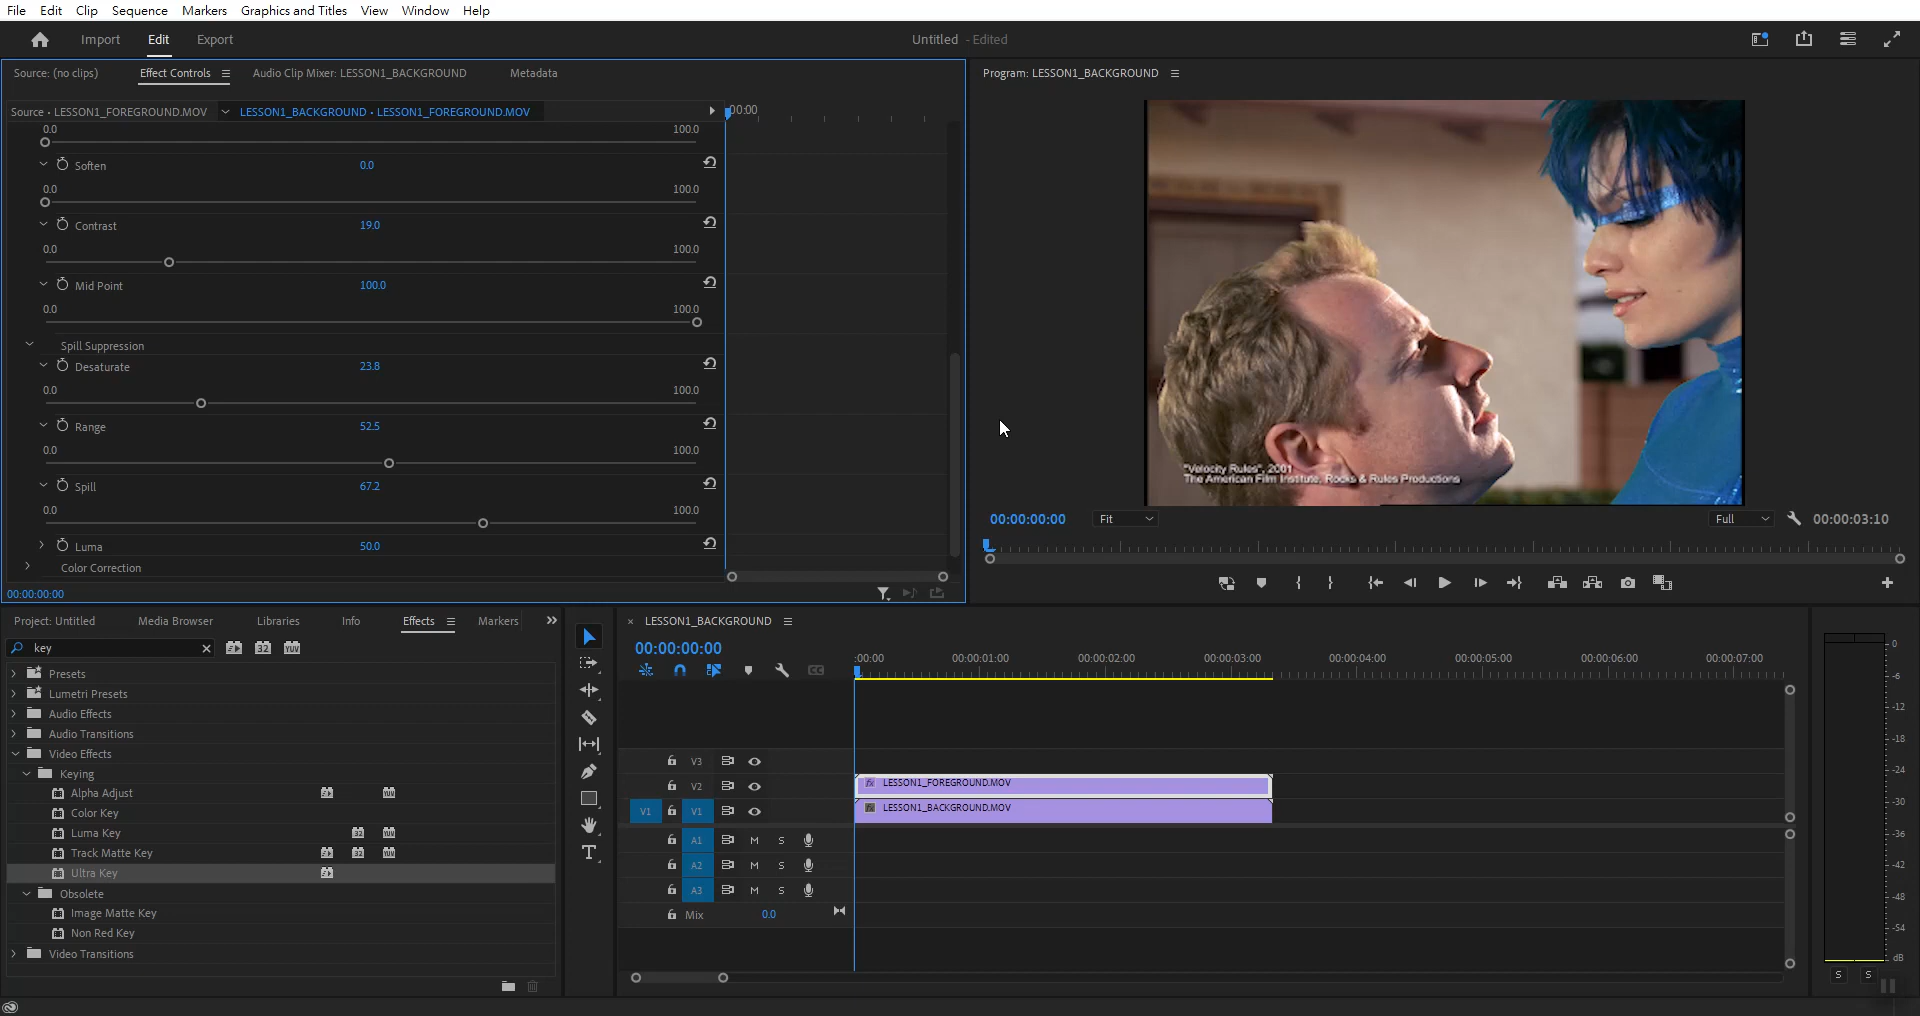 File Edit Clip Sequence Markers Graphics and Titles View Window Help
Import Edit Export Untitled - Edited
Source: (no clips) Effect Controls Audio Clip Mixer: LESSON1_BACKGROUND Metadata
Program: LESSON1_BACKGROUND
Source • LESSON1_FOREGROUND.MOV LESSON1_BACKGROUND • LESSON1_FOREGROUND.MOV
:00:00
0.0 100.0
Soften 0.0
0.0 100.0
Contrast 19.0
0.0 100.0
Mid Point 100.0
0.0 100.0
Spill Suppression
Desaturate 23.8
0.0 100.0
Range 52.5
0.0 100.0
Spill 67.2
0.0 100.0
Luma 50.0
Color Correction
00:00:00:00
"Velocity Rules", 2001
The American Film Institute, Rocks & Rules Productions
00:00:00:00 Fit Full 00:00:03:10
Project: Untitled Media Browser Libraries Info Effects Markers
key 32 YUV
Presets
Lumetri Presets
Audio Effects
Audio Transitions
Video Effects
Keying
Alpha Adjust YUV
Color Key
Luma Key 32 YUV
Track Matte Key 32 YUV
Ultra Key
Obsolete
Image Matte Key
Non Red Key
Video Transitions
× LESSON1_BACKGROUND
00:00:00:00
:00:00 00:00:01:00 00:00:02:00 00:00:03:00 00:00:04:00 00:00:05:00 00:00:06:00 00:00:07:00
CC
V3
V2 fx LESSON1_FOREGROUND.MOV
V1 V1 fx LESSON1_BACKGROUND.MOV
A1 M S
A2 M S
A3 M S
Mix 0.0
0
-6
-12
-18
-24
-30
-36
-42
-48
-54
dB
S S